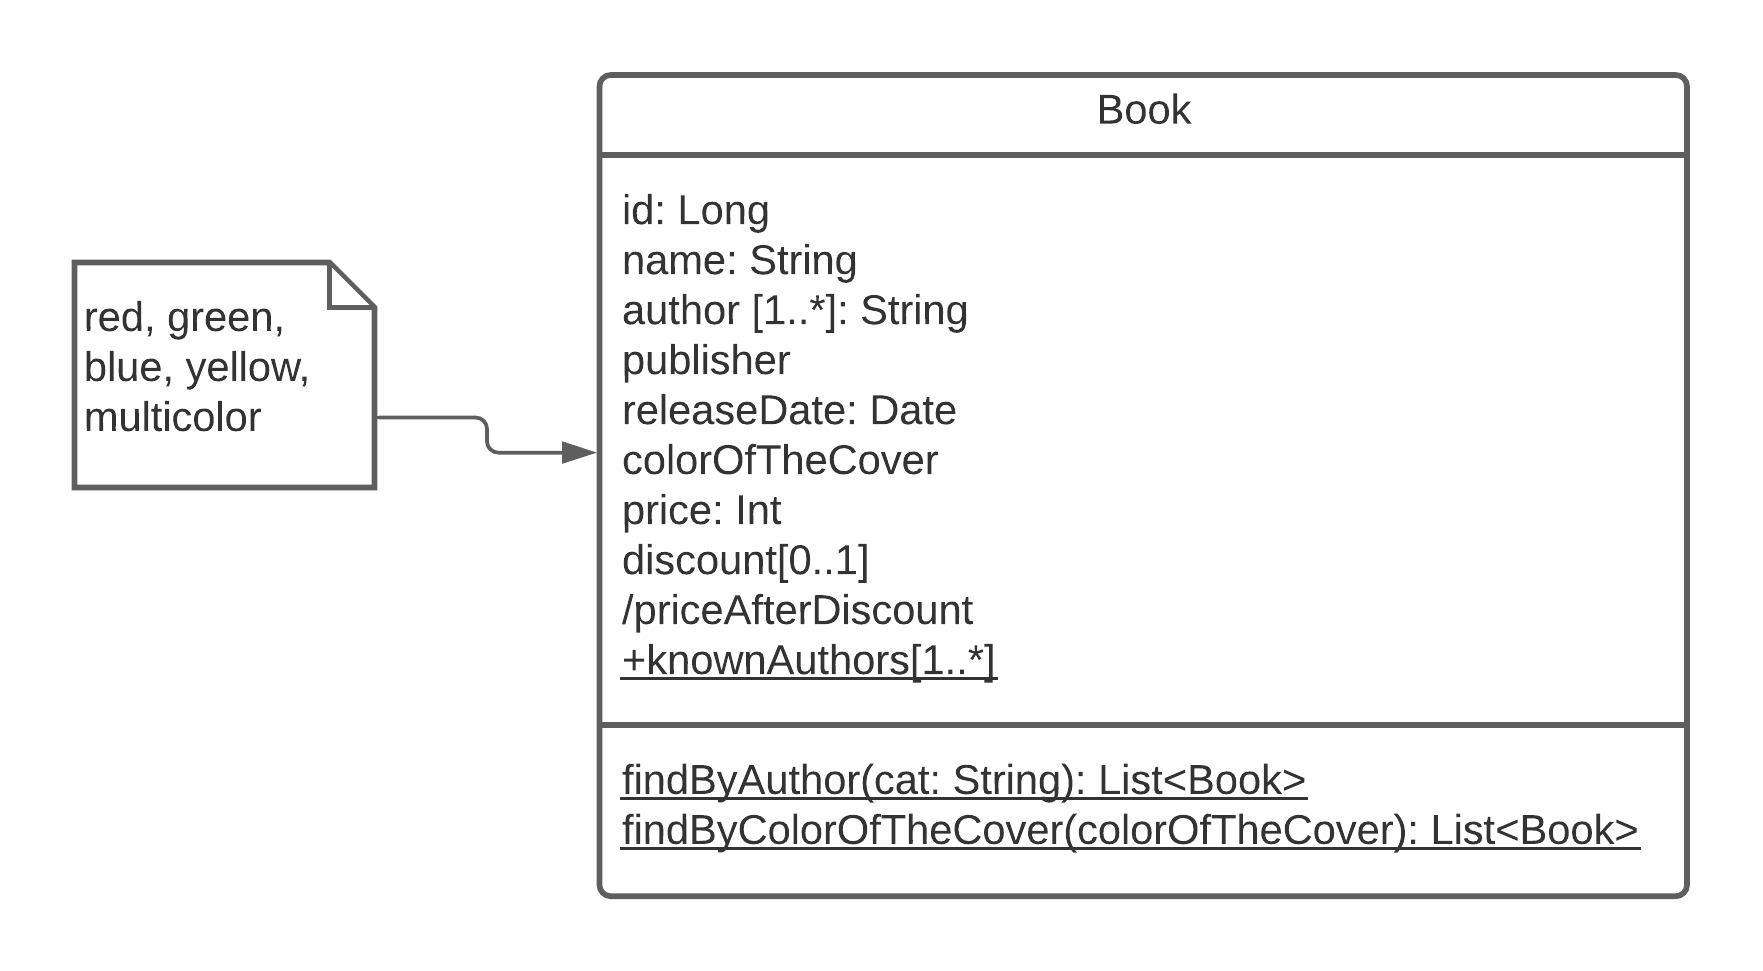 Book
id: Long
name: String
author [1..*]: String
publisher
releaseDate: Date
colorOfTheCover
price: Int
discount[0..1]
/priceAfterDiscount
+knownAuthors[1..*]
findByAuthor(cat: String): List<Book>
findByColorOfTheCover(colorOfTheCover): List<Book>
red, green,
blue, yellow,
multicolor